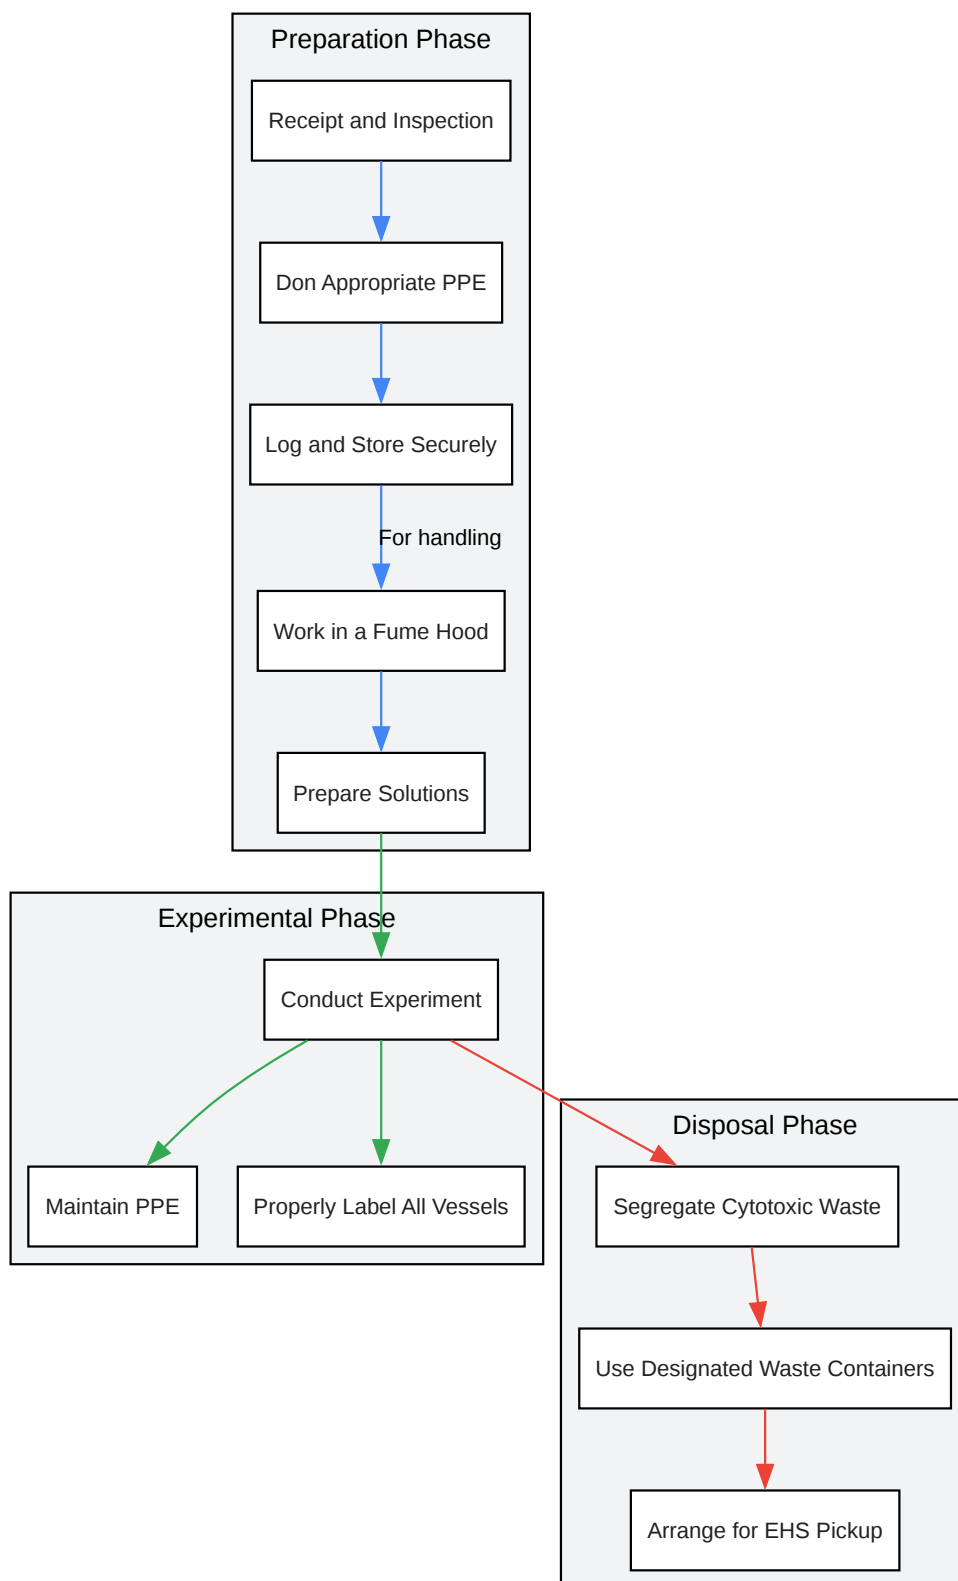 Preparation Phase
Receipt and Inspection
Don Appropriate PPE
Log and Store Securely
For handling
Work in a Fume Hood
Prepare Solutions
Experimental Phase
Conduct Experiment
Maintain PPE
Properly Label All Vessels
Disposal Phase
Segregate Cytotoxic Waste
Use Designated Waste Containers
Arrange for EHS Pickup